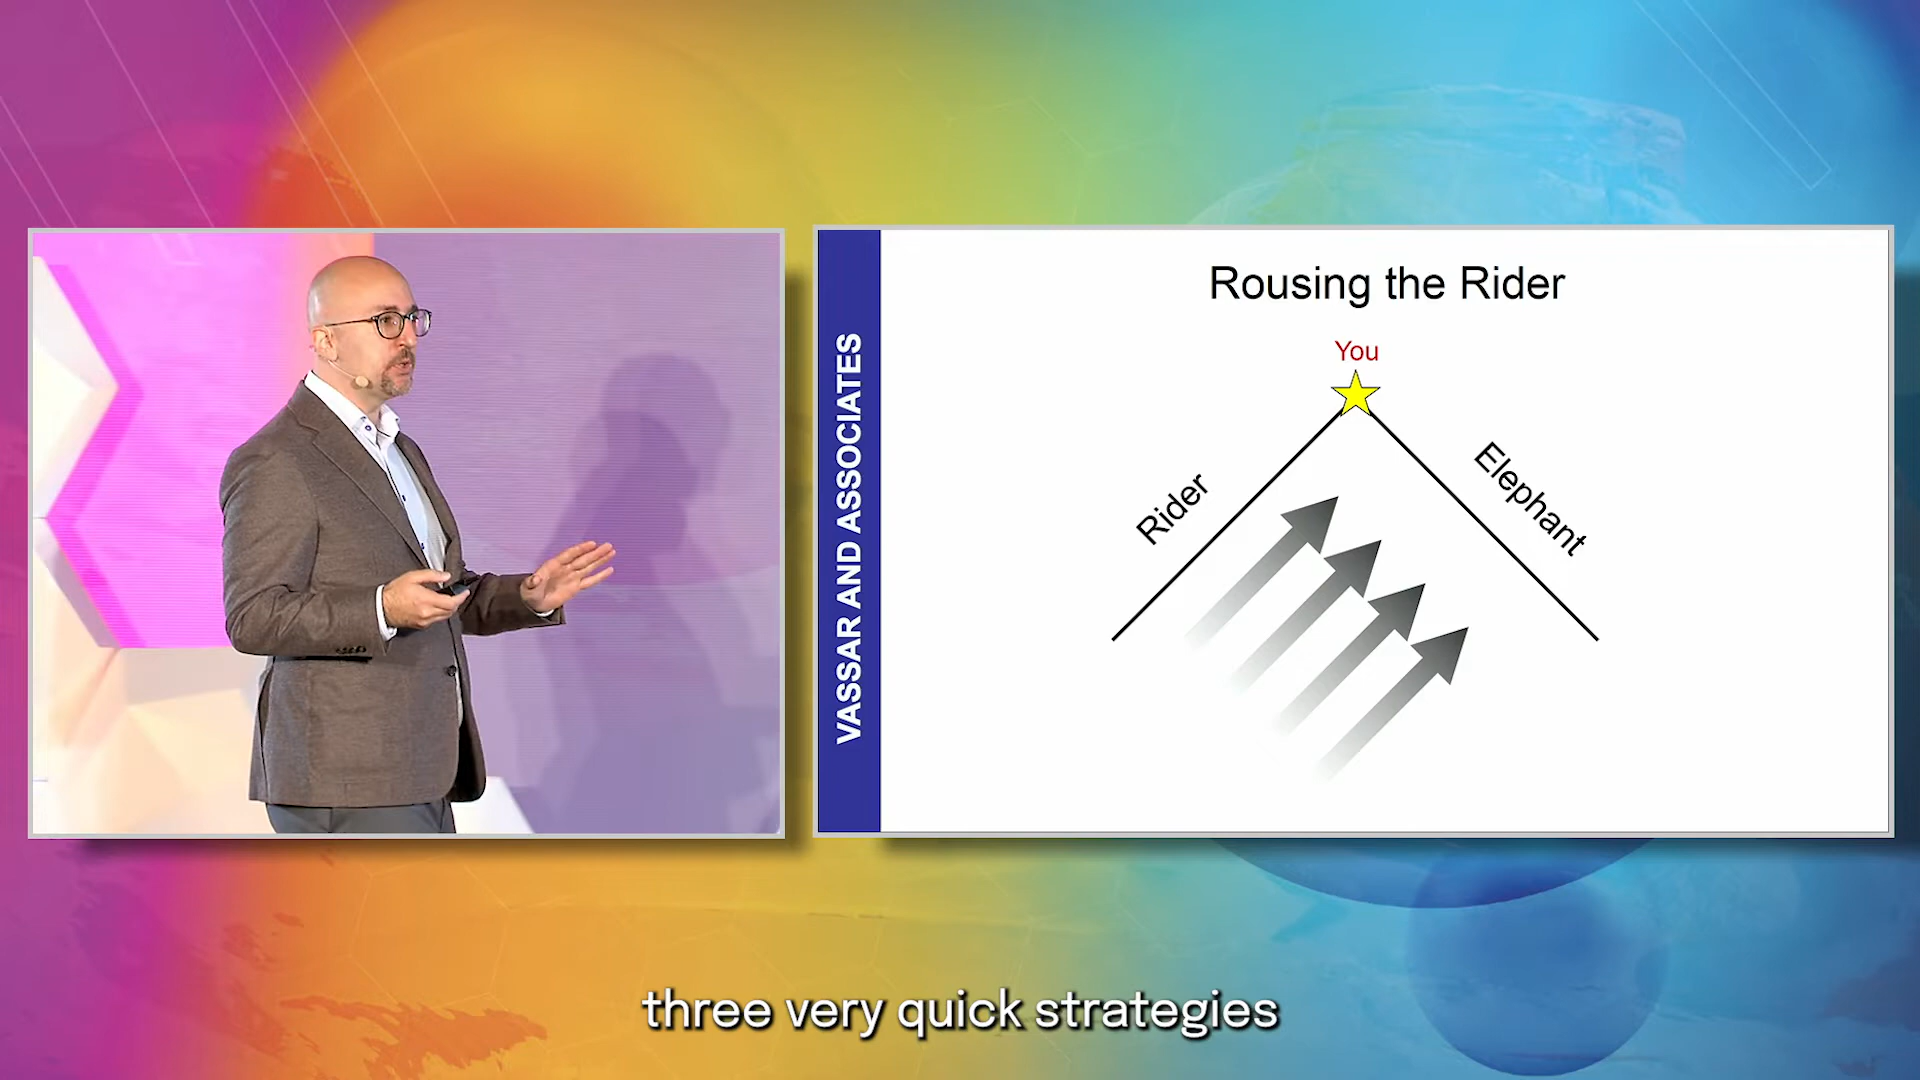 VASSAR AND ASSOCIATES
Rousing the Rider
You
Rider
Elephant
three very quick strategies